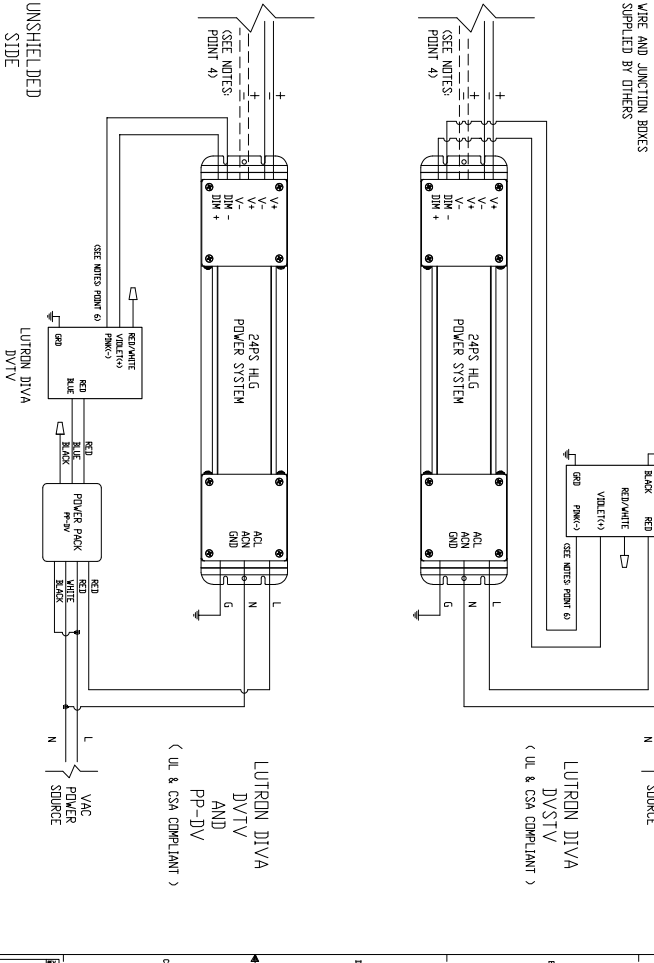 WIRE AND JUNCTION BOXES
SUPPLIED BY OTHERS
(SEE NOTES:
POINT 4)
+
-
+
-
V+
V-
V+
V-
DIM -
DIM +
24PS HLG
POWER SYSTEM
ACL
ACN
GND
L
N
G
BLACK
RED
RED/WHITE
VIOLET(+)
GRD
PINK(-)
(SEE NOTES: POINT 6)
N
SOURCE
LUTRON DIVA
DVSTV
( UL & CSA COMPLIANT )
(SEE NOTES:
POINT 4)
+
-
+
-
V+
V-
V+
V-
DIM -
DIM +
24PS HLG
POWER SYSTEM
ACL
ACN
GND
L
N
G
LUTRON DIVA
DVTV
AND
PP-DV
( UL & CSA COMPLIANT )
UNSHIELDED
SIDE
(SEE NOTES: POINT 6)
RED/WHITE
VIOLET(+)
PINK(-)
GRD
RED
BLUE
LUTRON DIVA
DVTV
RED
BLUE
BLACK
POWER PACK
PP-DV
RED
RED
WHITE
BLACK
L
N
VAC
POWER
SOURCE